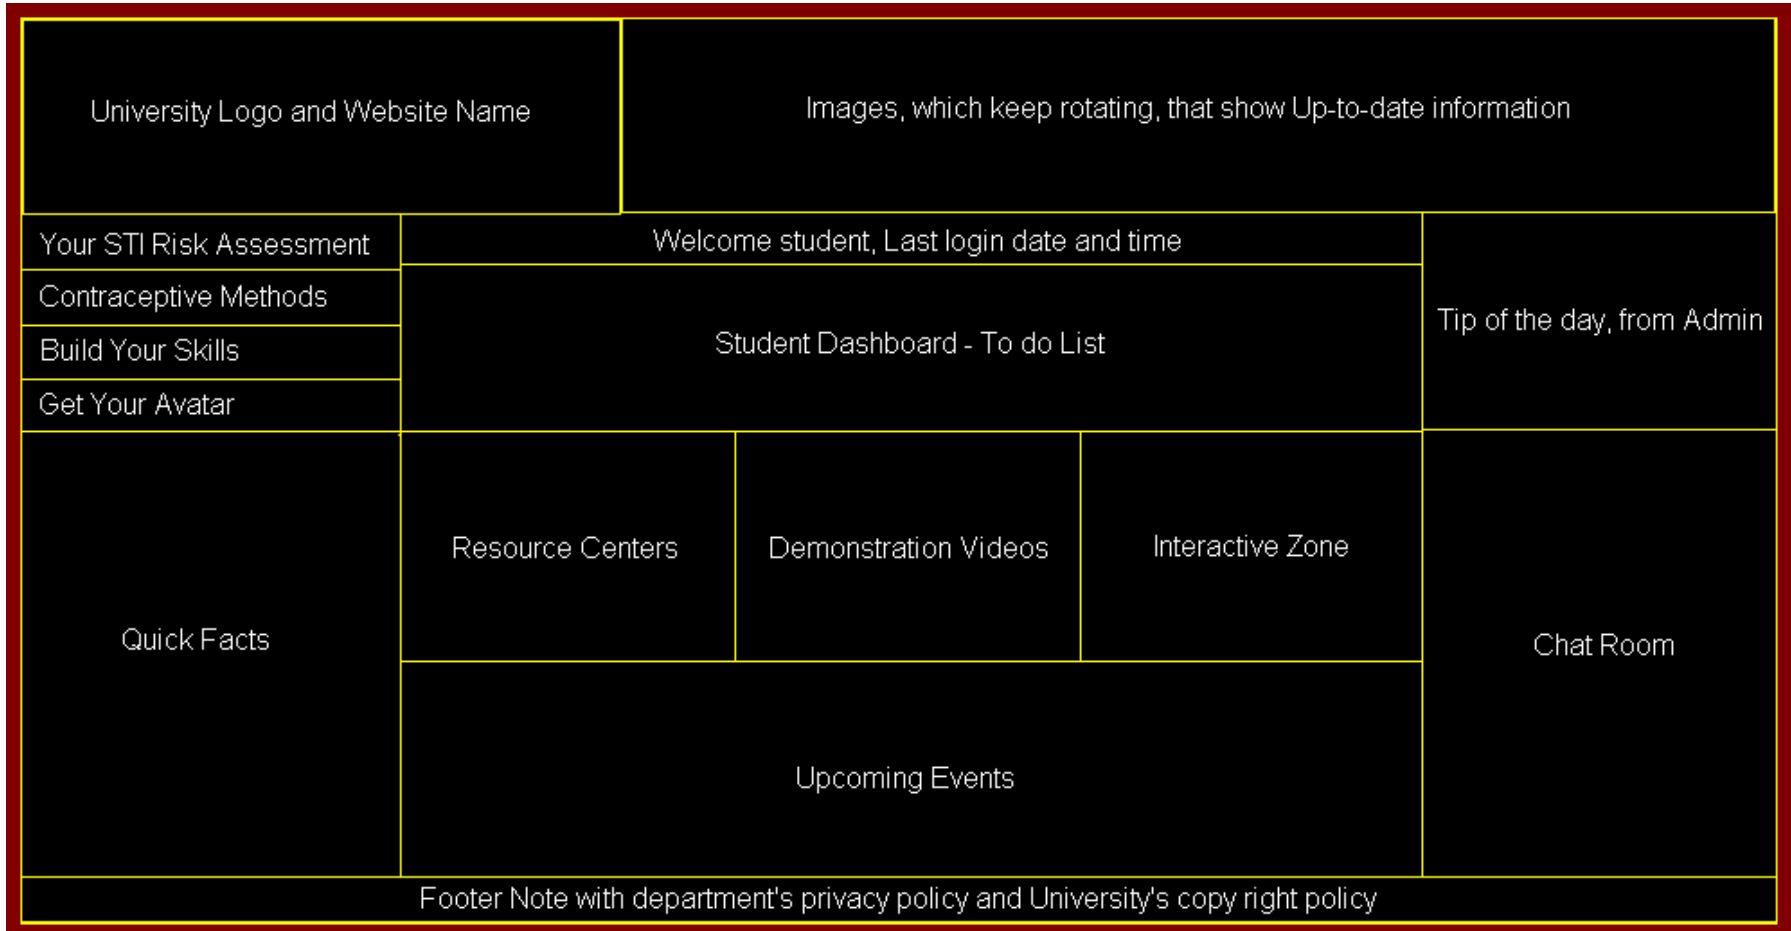 University Logo and Website Name
Images, which keep rotating, that show Up-to-date information
Your STI Risk Assessment
Contraceptive Methods
Build Your Skills
Get Your Avatar
Welcome student, Last login date and time
Student Dashboard - To do List
Tip of the day, from Admin
Quick Facts
Resource Centers
Demonstration Videos
Interactive Zone
Chat Room
Upcoming Events
Footer Note with department's privacy policy and University's copy right policy